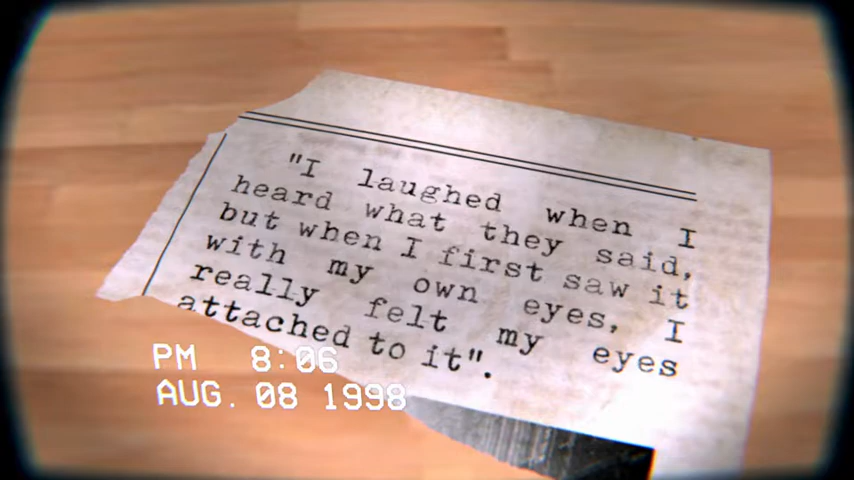 "I laughed when I
heard what they said,
but when I first saw it
with my own eyes, I
really felt my eyes
attached to it".
PM 8:06
AUG. 08 1998